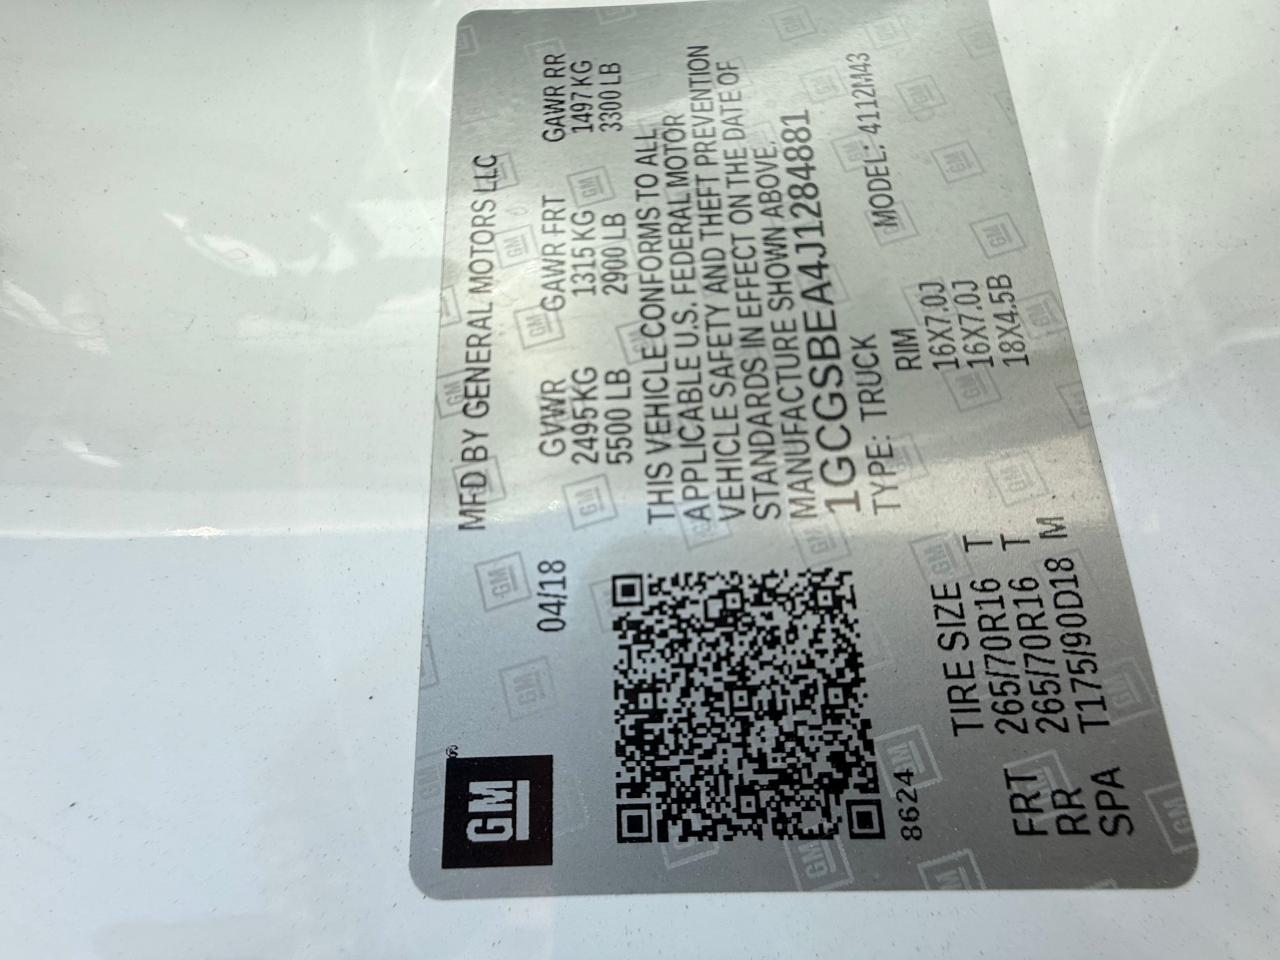 GM®
MFD BY GENERAL MOTORS LLC
04/18
GVWR GAWR FRT GAWR RR
2495KG 1315 KG 1497 KG
5500 LB 2900 LB 3300 LB
THIS VEHICLE CONFORMS TO ALL
APPLICABLE U.S. FEDERAL MOTOR
VEHICLE SAFETY AND THEFT PREVENTION
STANDARDS IN EFFECT ON THE DATE OF
MANUFACTURE SHOWN ABOVE.
1GCGSBEA4J1284881
TYPE: TRUCK MODEL: 4112M43
8624
TIRE SIZE RIM
FRT 265/70R16 T 16X7.0J
RR 265/70R16 T 16X7.0J
SPA T175/90D18 M 18X4.5B